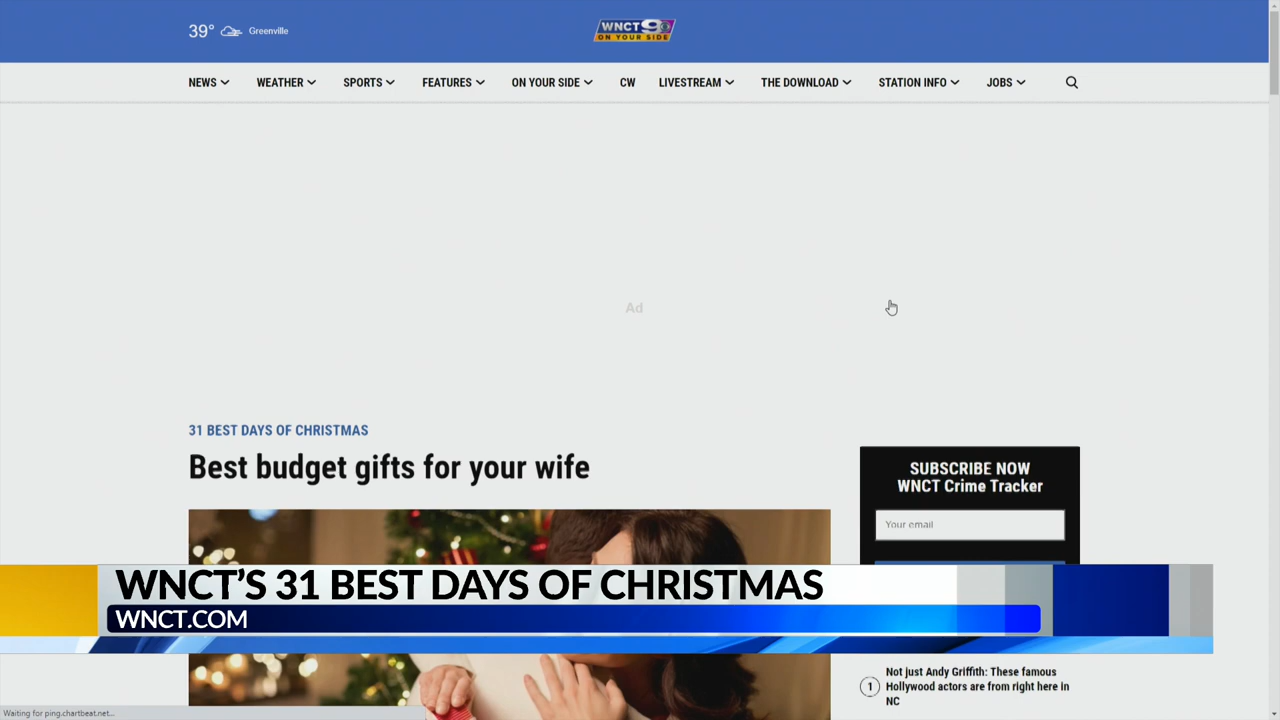 39° Greenville
WNCT 9
ON YOUR SIDE
NEWS WEATHER SPORTS FEATURES ON YOUR SIDE CW LIVESTREAM THE DOWNLOAD STATION INFO JOBS
Ad
31 BEST DAYS OF CHRISTMAS
Best budget gifts for your wife
SUBSCRIBE NOW
WNCT Crime Tracker
Your email
WNCT'S 31 BEST DAYS OF CHRISTMAS
WNCT.COM
1 Not just Andy Griffith: These famous
Hollywood actors are from right here in
NC
Waiting for ping.chartbeat.net...